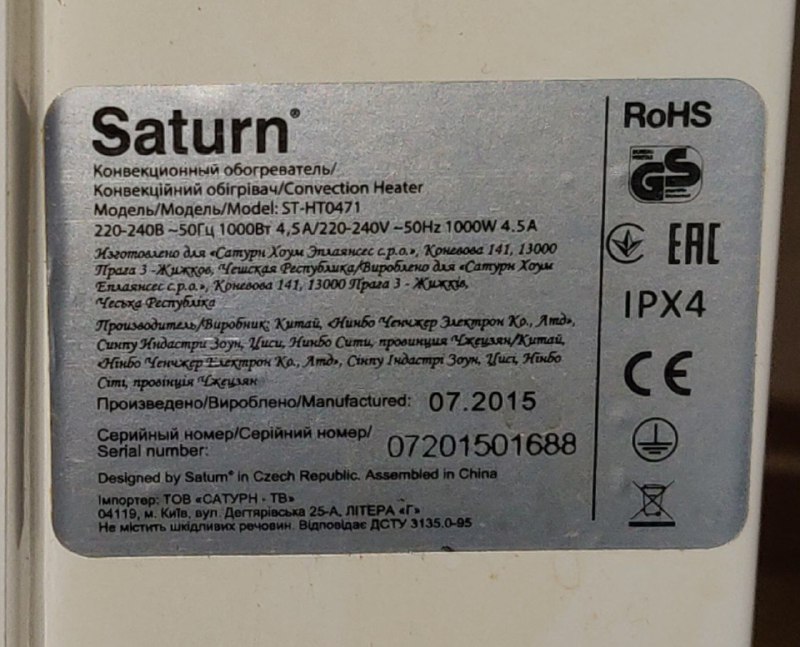 Saturn®
Конвекционный обогреватель/
Конвекційний обігрівач/Convection Heater
Модель/Модель/Model: ST-HT0471
220-240В ~50Гц 1000Вт 4,5А/220-240V ~50Hz 1000W 4.5A
Изготовлено для «Сатурн Хоум Эплаянсес с.р.о.», Коневова 141, 13000
Прага 3 -Жижков, Чешская Республика/Вироблено для «Сатурн Хоум
Еплаянсес с.р.о.», Коневова 141, 13000 Прага 3 - Жижків,
Чеська Республіка
Производитель/Виробник: Китай, «Нинбо Ченчжер Электрон Ко., Лтд»,
Синпу Индастри Зоун, Циси, Нинбо Сити, провинция Чжецзян/Китай,
«Нінбо Ченчжер Електрон Ко., Лтд», Сінпу Індастрі Зоун, Цисі, Нінбо
Сіті, провінція Чжецзян
Произведено/Вироблено/Manufactured: 07.2015
Серийный номер/Серійний номер/
Serial number: 07201501688
Designed by Saturn® in Czech Republic. Assembled in China
Імпортер: ТОВ «САТУРН - ТВ»
04119, м. Київ, вул. Дегтярівська 25-А, ЛІТЕРА «Г»
Не містить шкідливих речовин. Відповідає ДСТУ 3135.0-95
RoHS
GS
EAC
IPX4
CE